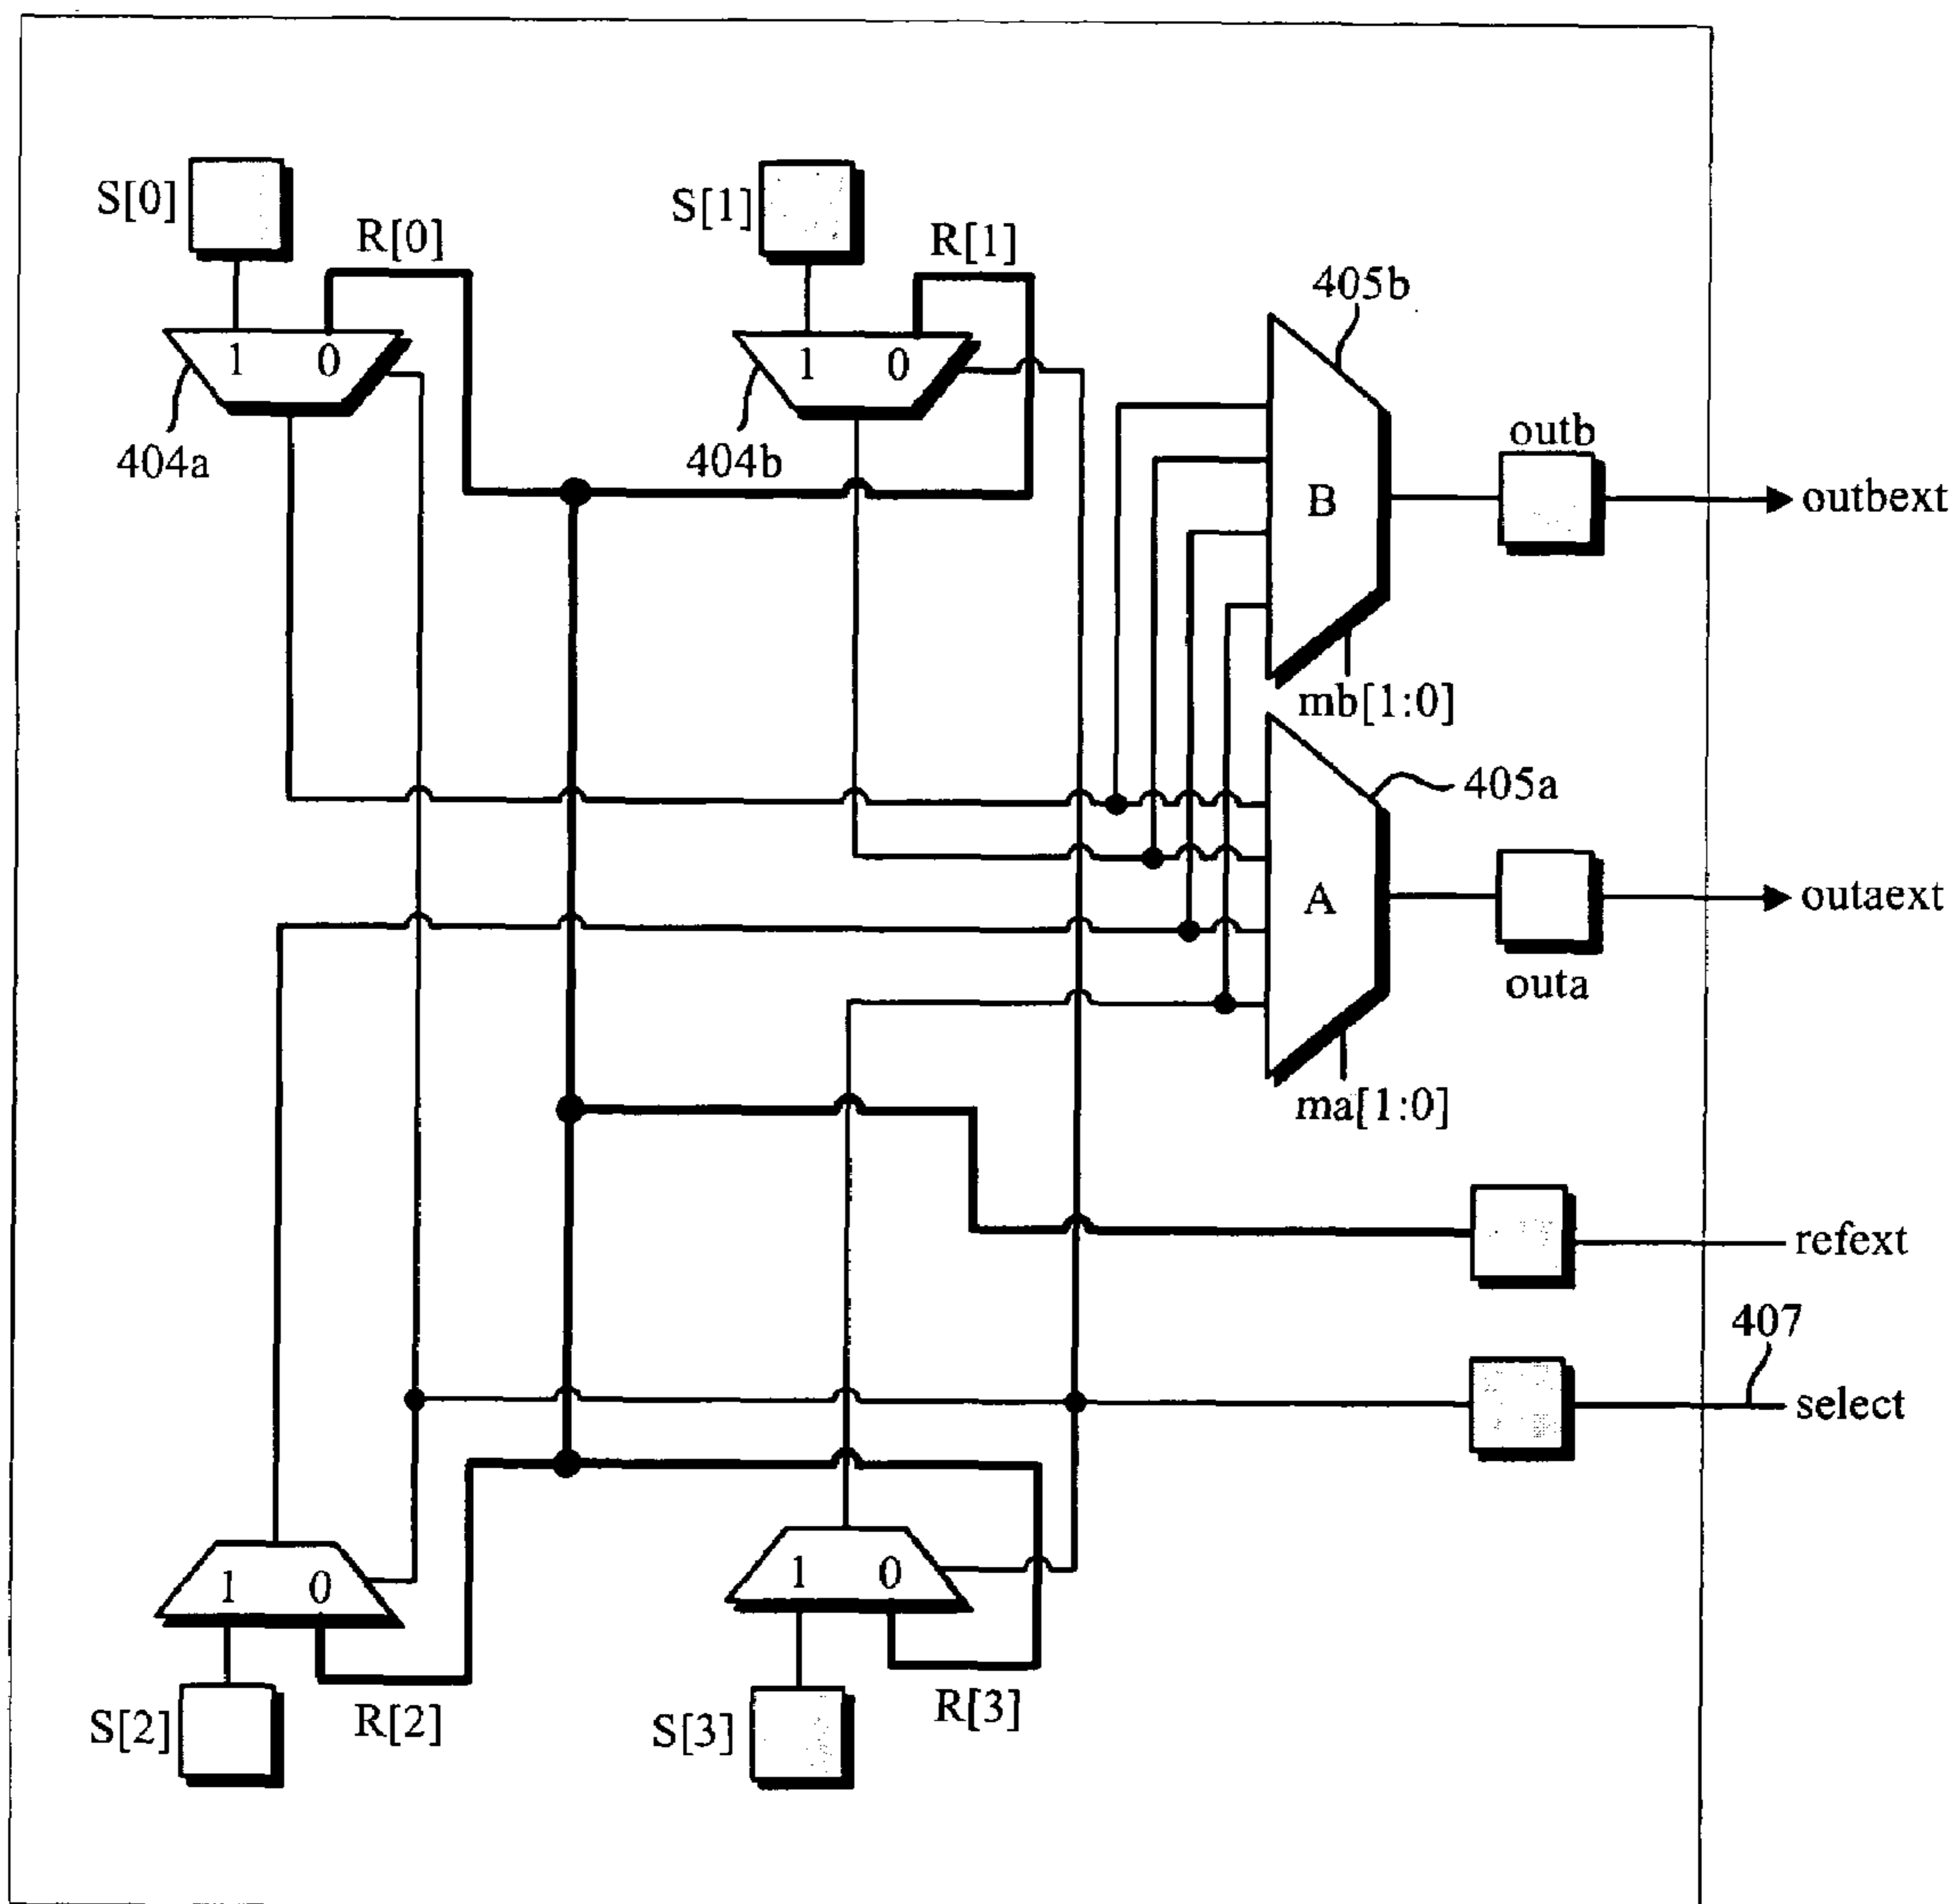 S[0]
R[0]
S[1]
R[1]
405b
1 0
1 0
404a
404b
outb
B
outbext
mb[1:0]
405a
A
outaext
outa
ma[1:0]
refext
407
select
1 0
1 0
S[2]
R[2]
S[3]
R[3]